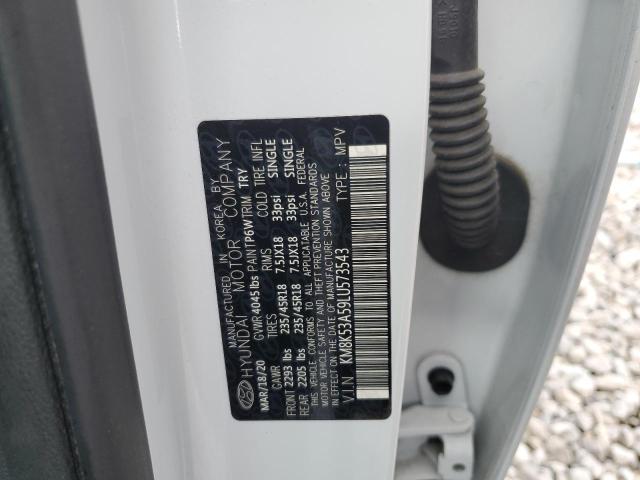 MANUFACTURED IN KOREA BY
HYUNDAI MOTOR COMPANY
MAR/18/20 GVWR 4045 lbs PAINT P6W TRIM TRY
GAWR TIRES RIMS COLD TIRE INFL
FRONT 2293 lbs 235/45R18 7.5JX18 33psi SINGLE
REAR 2205 lbs 235/45R18 7.5JX18 33psi SINGLE
THIS VEHICLE CONFORMS TO ALL APPLICABLE U.S.A. FEDERAL
MOTOR VEHICLE SAFETY AND THEFT PREVENTION STANDARDS
IN EFFECT ON THE DATE OF MANUFACTURE SHOWN ABOVE.
V.I.N KM8K53A59LU573543 TYPE : MPV